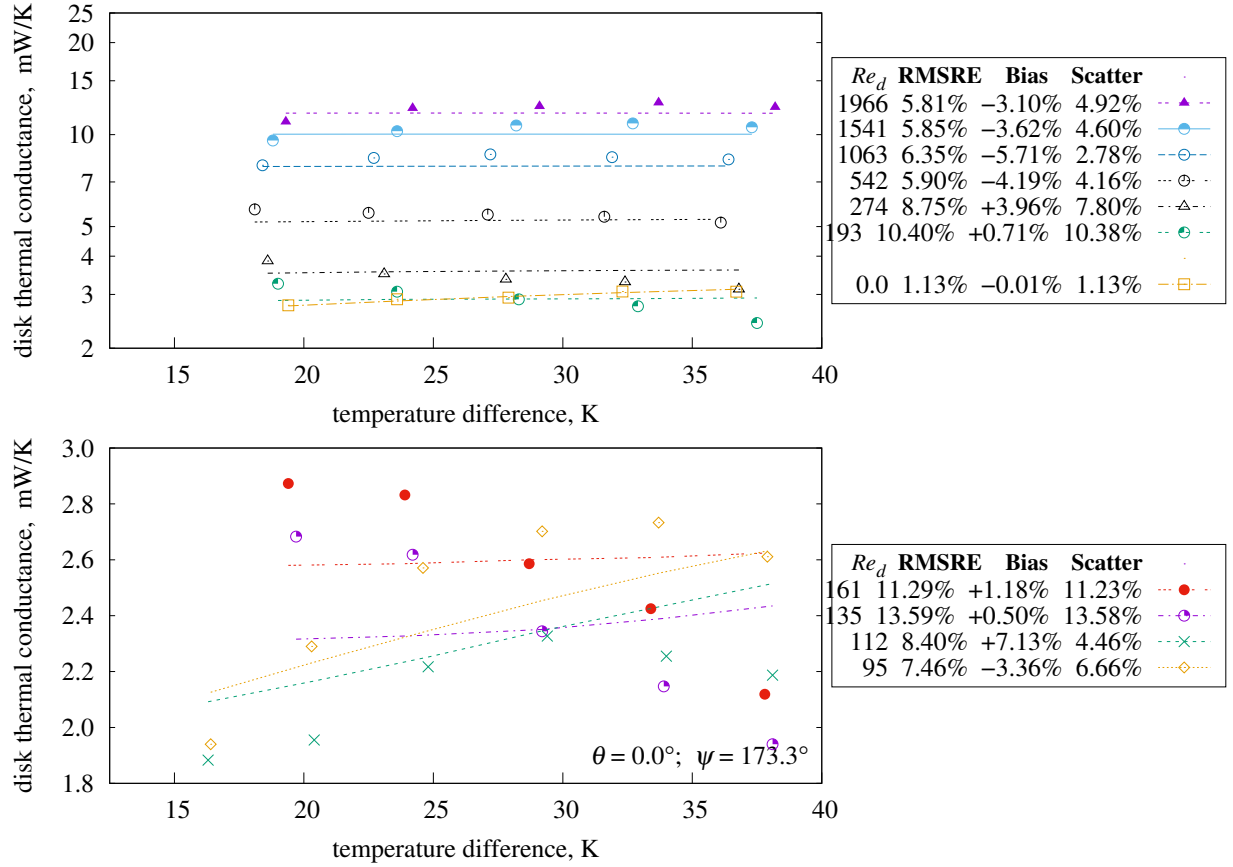 disk thermal conductance, mW/K
25
20
15
10
7
5
4
3
2
15 20 25 30 35 40
temperature difference, K
Re_d RMSRE Bias Scatter
1966 5.81% −3.10% 4.92%
1541 5.85% −3.62% 4.60%
1063 6.35% −5.71% 2.78%
542 5.90% −4.19% 4.16%
274 8.75% +3.96% 7.80%
193 10.40% +0.71% 10.38%
0.0 1.13% −0.01% 1.13%
disk thermal conductance, mW/K
3.0
2.8
2.6
2.4
2.2
2.0
1.8
θ = 0.0°; ψ = 173.3°
15 20 25 30 35 40
temperature difference, K
Re_d RMSRE Bias Scatter
161 11.29% +1.18% 11.23%
135 13.59% +0.50% 13.58%
112 8.40% +7.13% 4.46%
95 7.46% −3.36% 6.66%